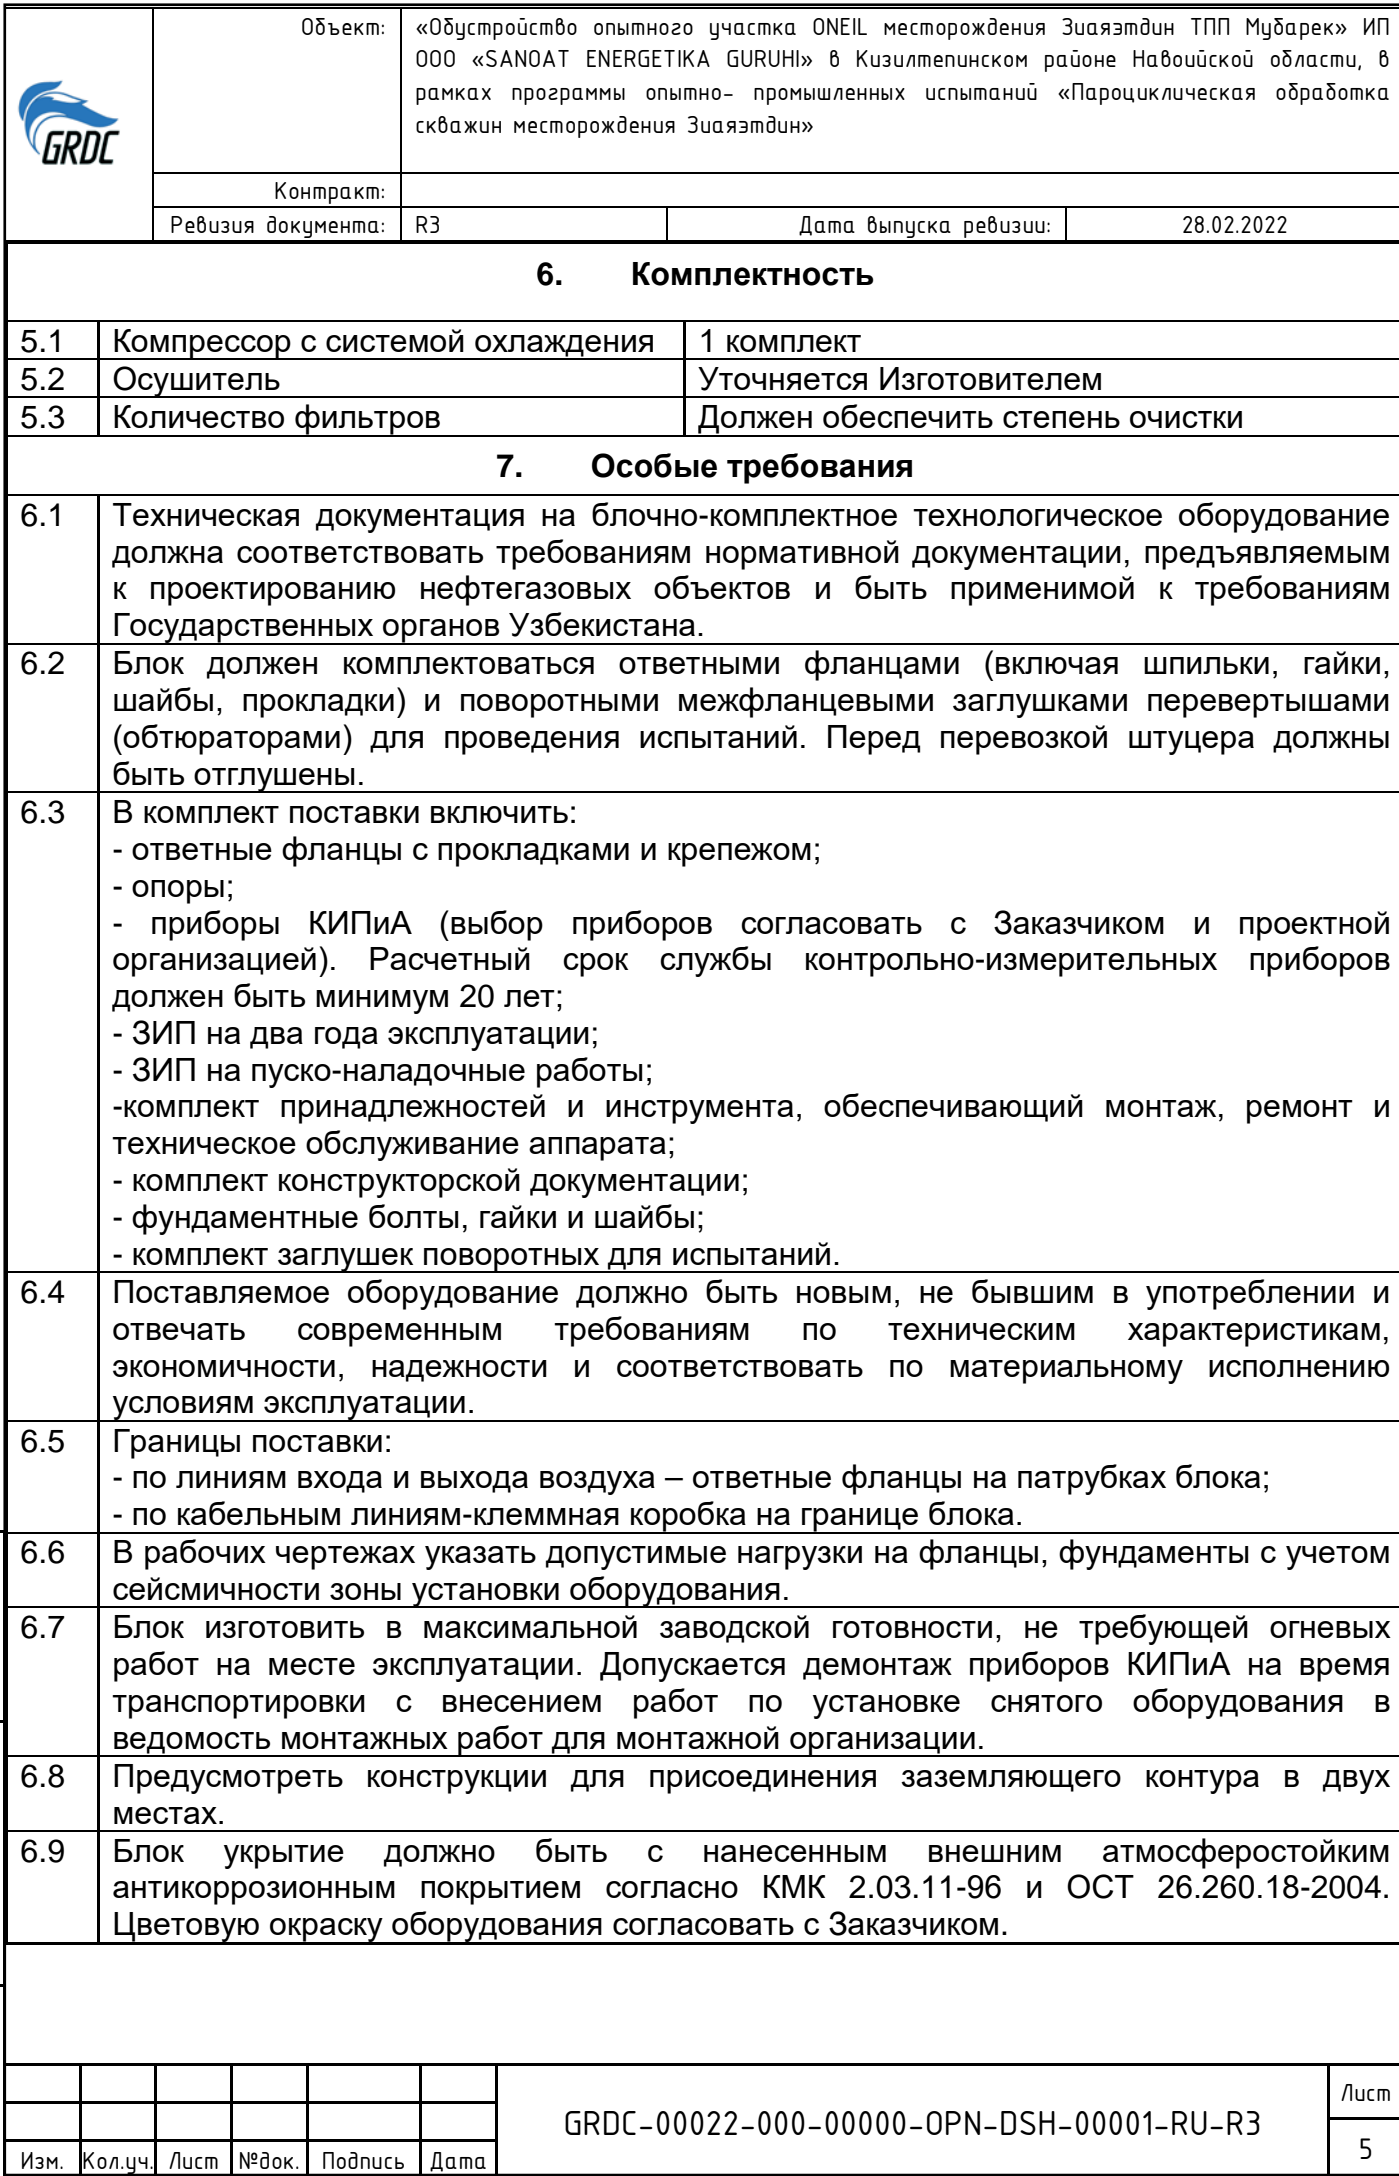 Объект: «Обустройство опытного участка ONEIL месторождения Зиаяэтдин ТПП Мубарек» ИП
ООО «SANOAT ENERGETIKA GURUHI» в Кизилтепинском районе Навоийской области, в
рамках программы опытно- промышленных испытаний «Пароциклическая обработка
скважин месторождения Зиаяэтдин»
GRDC
Контракт:
Ревизия документа: R3 Дата выпуска ревизии: 28.02.2022
6. Комплектность
5.1 Компрессор с системой охлаждения 1 комплект
5.2 Осушитель Уточняется Изготовителем
5.3 Количество фильтров Должен обеспечить степень очистки
7. Особые требования
6.1 Техническая документация на блочно-комплектное технологическое оборудование
должна соответствовать требованиям нормативной документации, предъявляемым
к проектированию нефтегазовых объектов и быть применимой к требованиям
Государственных органов Узбекистана.
6.2 Блок должен комплектоваться ответными фланцами (включая шпильки, гайки,
шайбы, прокладки) и поворотными межфланцевыми заглушками перевертышами
(обтюраторами) для проведения испытаний. Перед перевозкой штуцера должны
быть отглушены.
6.3 В комплект поставки включить:
- ответные фланцы с прокладками и крепежом;
- опоры;
- приборы КИПиА (выбор приборов согласовать с Заказчиком и проектной
организацией). Расчетный срок службы контрольно-измерительных приборов
должен быть минимум 20 лет;
- ЗИП на два года эксплуатации;
- ЗИП на пуско-наладочные работы;
-комплект принадлежностей и инструмента, обеспечивающий монтаж, ремонт и
техническое обслуживание аппарата;
- комплект конструкторской документации;
- фундаментные болты, гайки и шайбы;
- комплект заглушек поворотных для испытаний.
6.4 Поставляемое оборудование должно быть новым, не бывшим в употреблении и
отвечать современным требованиям по техническим характеристикам,
экономичности, надежности и соответствовать по материальному исполнению
условиям эксплуатации.
6.5 Границы поставки:
- по линиям входа и выхода воздуха – ответные фланцы на патрубках блока;
- по кабельным линиям-клеммная коробка на границе блока.
6.6 В рабочих чертежах указать допустимые нагрузки на фланцы, фундаменты с учетом
сейсмичности зоны установки оборудования.
6.7 Блок изготовить в максимальной заводской готовности, не требующей огневых
работ на месте эксплуатации. Допускается демонтаж приборов КИПиА на время
транспортировки с внесением работ по установке снятого оборудования в
ведомость монтажных работ для монтажной организации.
6.8 Предусмотреть конструкции для присоединения заземляющего контура в двух
местах.
6.9 Блок укрытие должно быть с нанесенным внешним атмосферостойким
антикоррозионным покрытием согласно КМК 2.03.11-96 и ОСТ 26.260.18-2004.
Цветовую окраску оборудования согласовать с Заказчиком.
GRDC-00022-000-00000-OPN-DSH-00001-RU-R3
Лист
5
Изм. Кол.уч. Лист №док. Подпись Дата